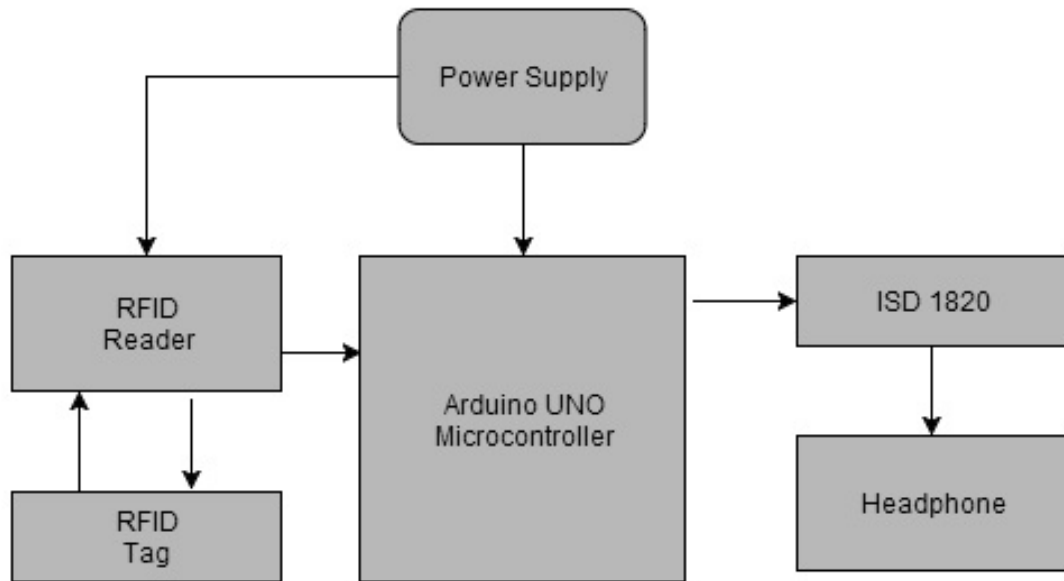 Power Supply
RFID
Reader
ISD 1820
Arduino UNO
Microcontroller
Headphone
RFID
Tag